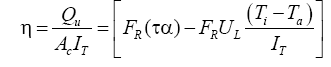 η = Q_u / (A_c I_T) = [ F_R(τα) − F_R U_L (T_i − T_a) / I_T ]